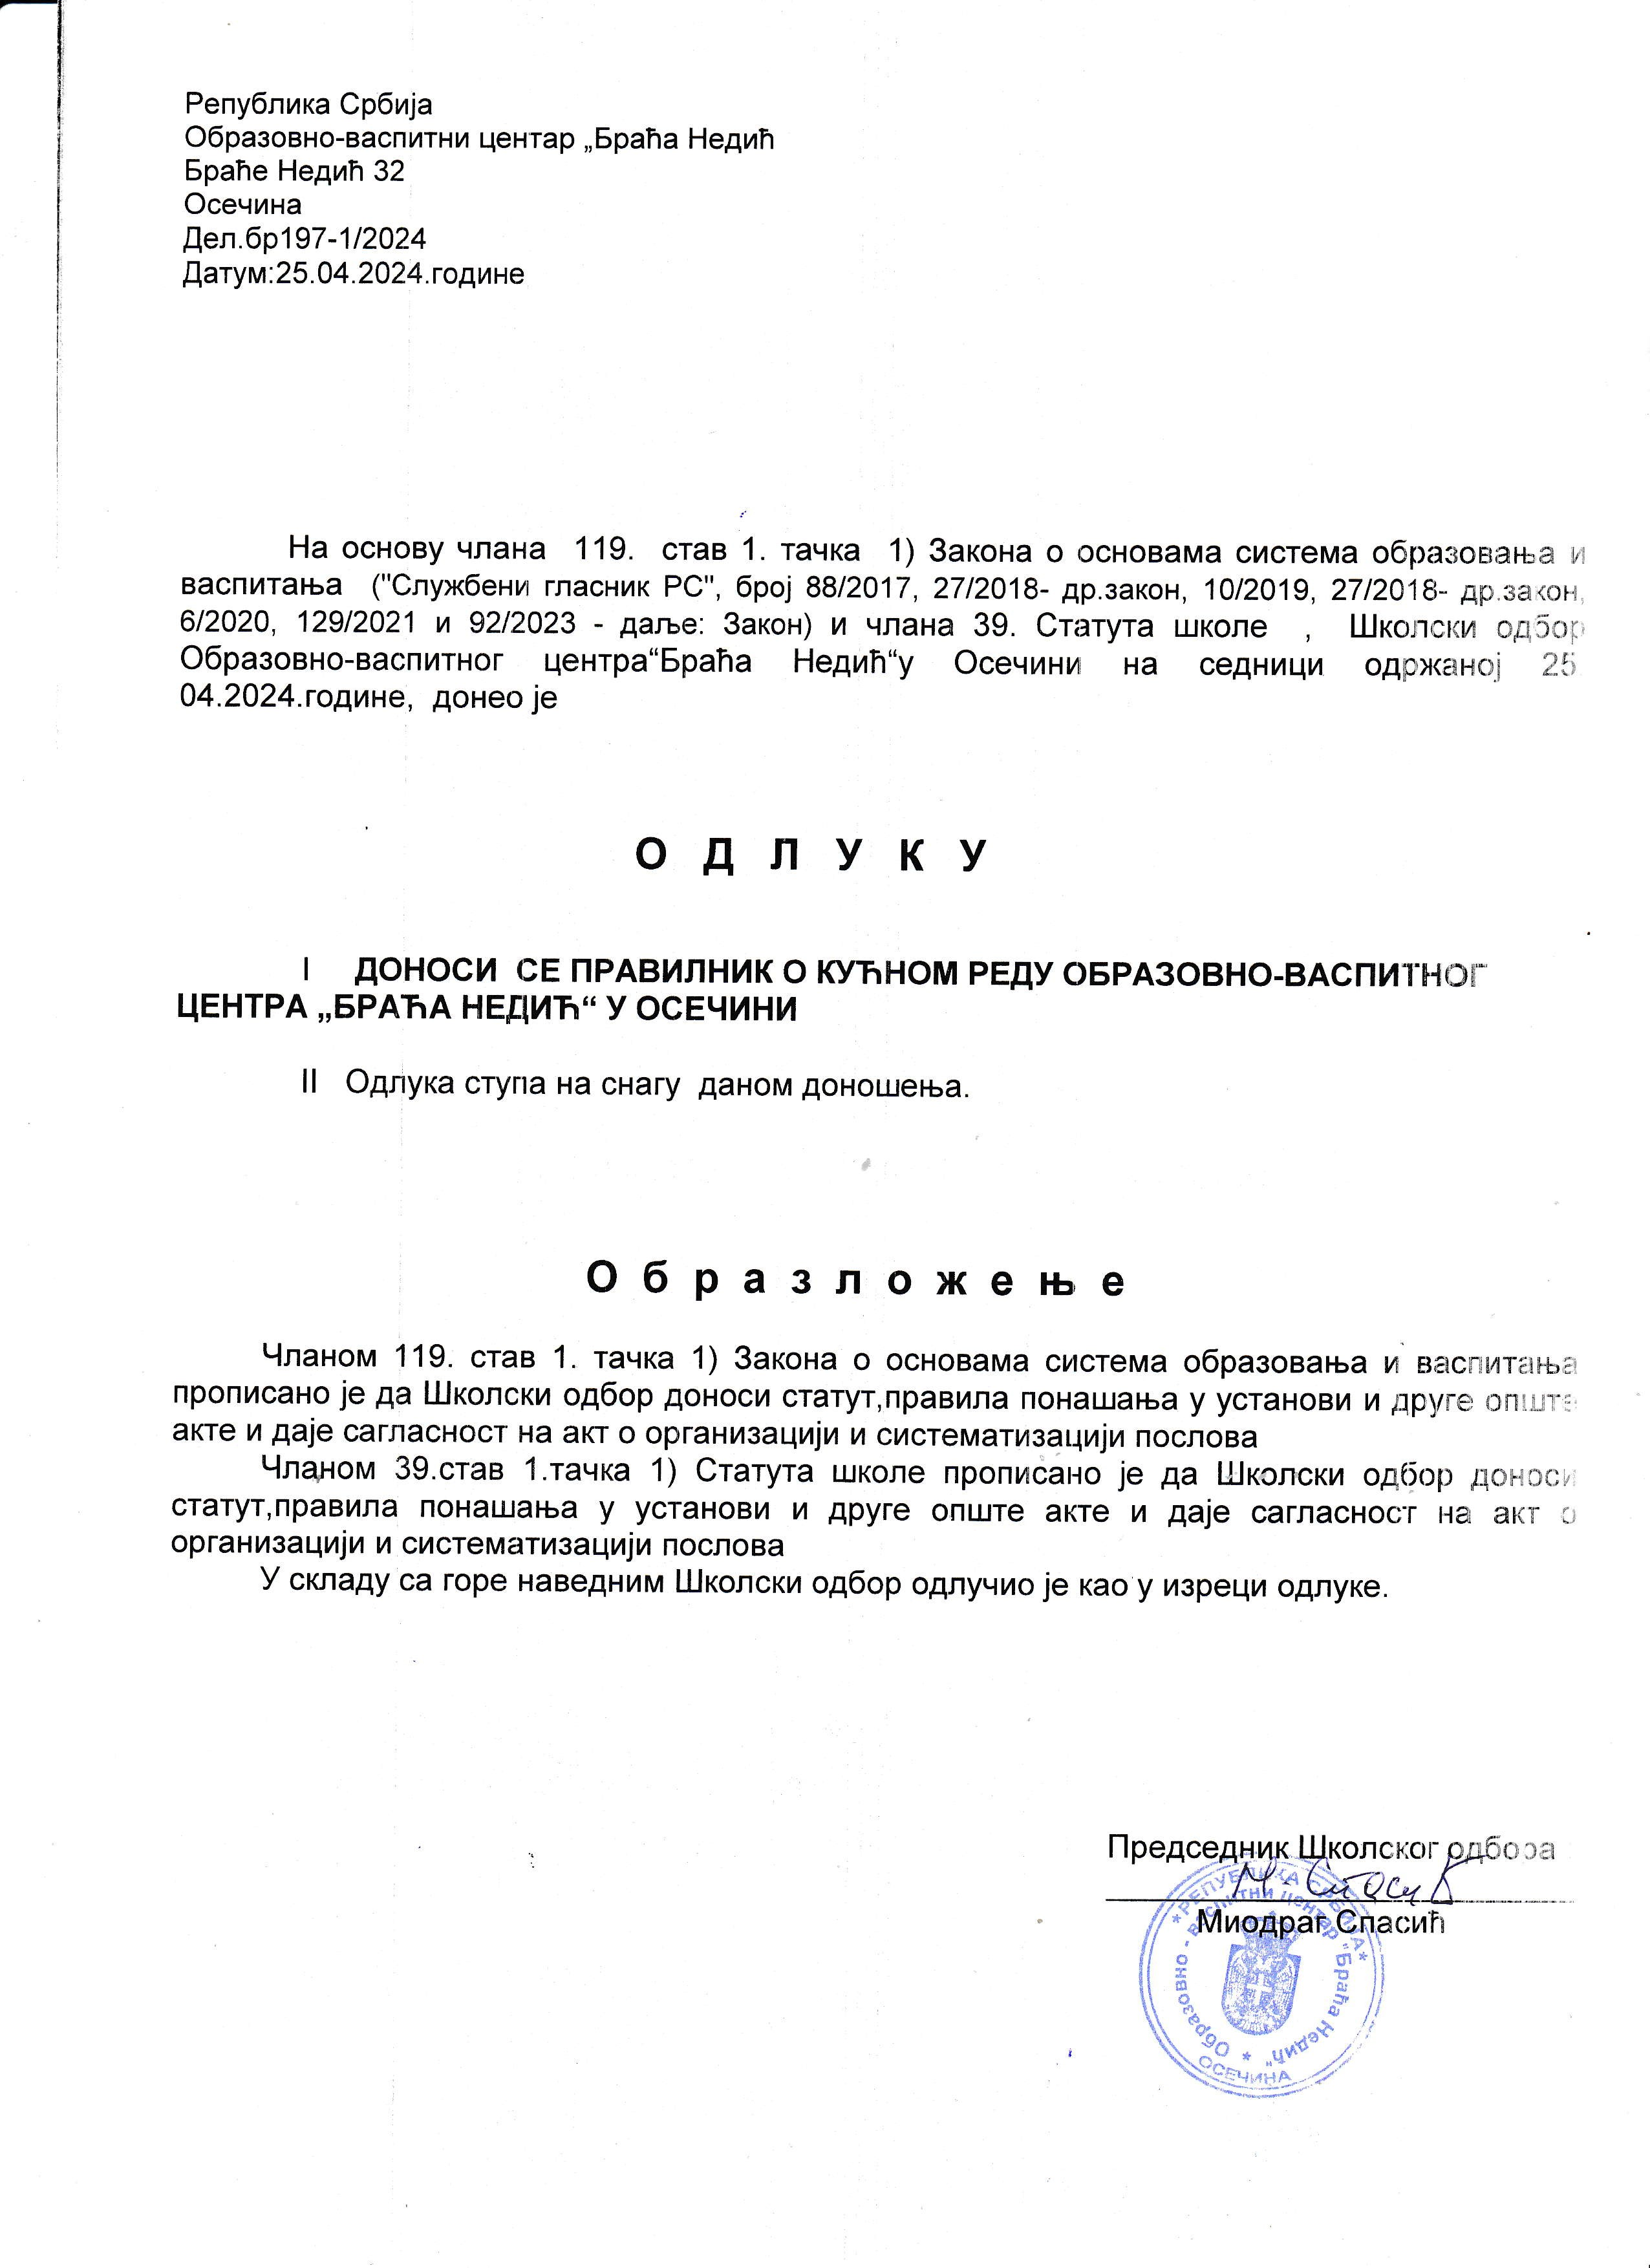 Република Србија
Образовно-васпитни центар „Браћа Недић
Браће Недић 32
Осечина
Дел.бр197-1/2024
Датум:25.04.2024.године
На основу члана 119. став 1. тачка 1) Закона о основама система образовања и
васпитања ("Службени гласник РС", број 88/2017, 27/2018- др.закон, 10/2019, 27/2018- др.закон,
6/2020, 129/2021 и 92/2023 - даље: Закон) и члана 39. Статута школе , Школски одбор
Образовно-васпитног центра“Браћа Недић“у Осечини на седници одржаној 25
04.2024.године, донео је
О Д Л У К У
I ДОНОСИ СЕ ПРАВИЛНИК О КУЋНОМ РЕДУ ОБРАЗОВНО-ВАСПИТНОГ
ЦЕНТРА „БРАЋА НЕДИЋ“ У ОСЕЧИНИ
II Одлука ступа на снагу даном доношења.
О б р а з л о ж е њ е
Чланом 119. став 1. тачка 1) Закона о основама система образовања и васпитања
прописано је да Школски одбор доноси статут,правила понашања у установи и друге опште
акте и даје сагласност на акт о организацији и систематизацији послова
Чланом 39.став 1.тачка 1) Статута школе прописано је да Школски одбор доноси
статут,правила понашања у установи и друге опште акте и даје сагласност на акт о
организацији и систематизацији послова
У складу са горе наведним Школски одбор одлучио је као у изреци одлуке.
Председник Школског одбора
М. Спасић
Миодраг Спасић
*РЕПУБЛИКА СРБИЈА*
Образовно - васпитни центар "Браћа Недић" *
ОСЕЧИНА